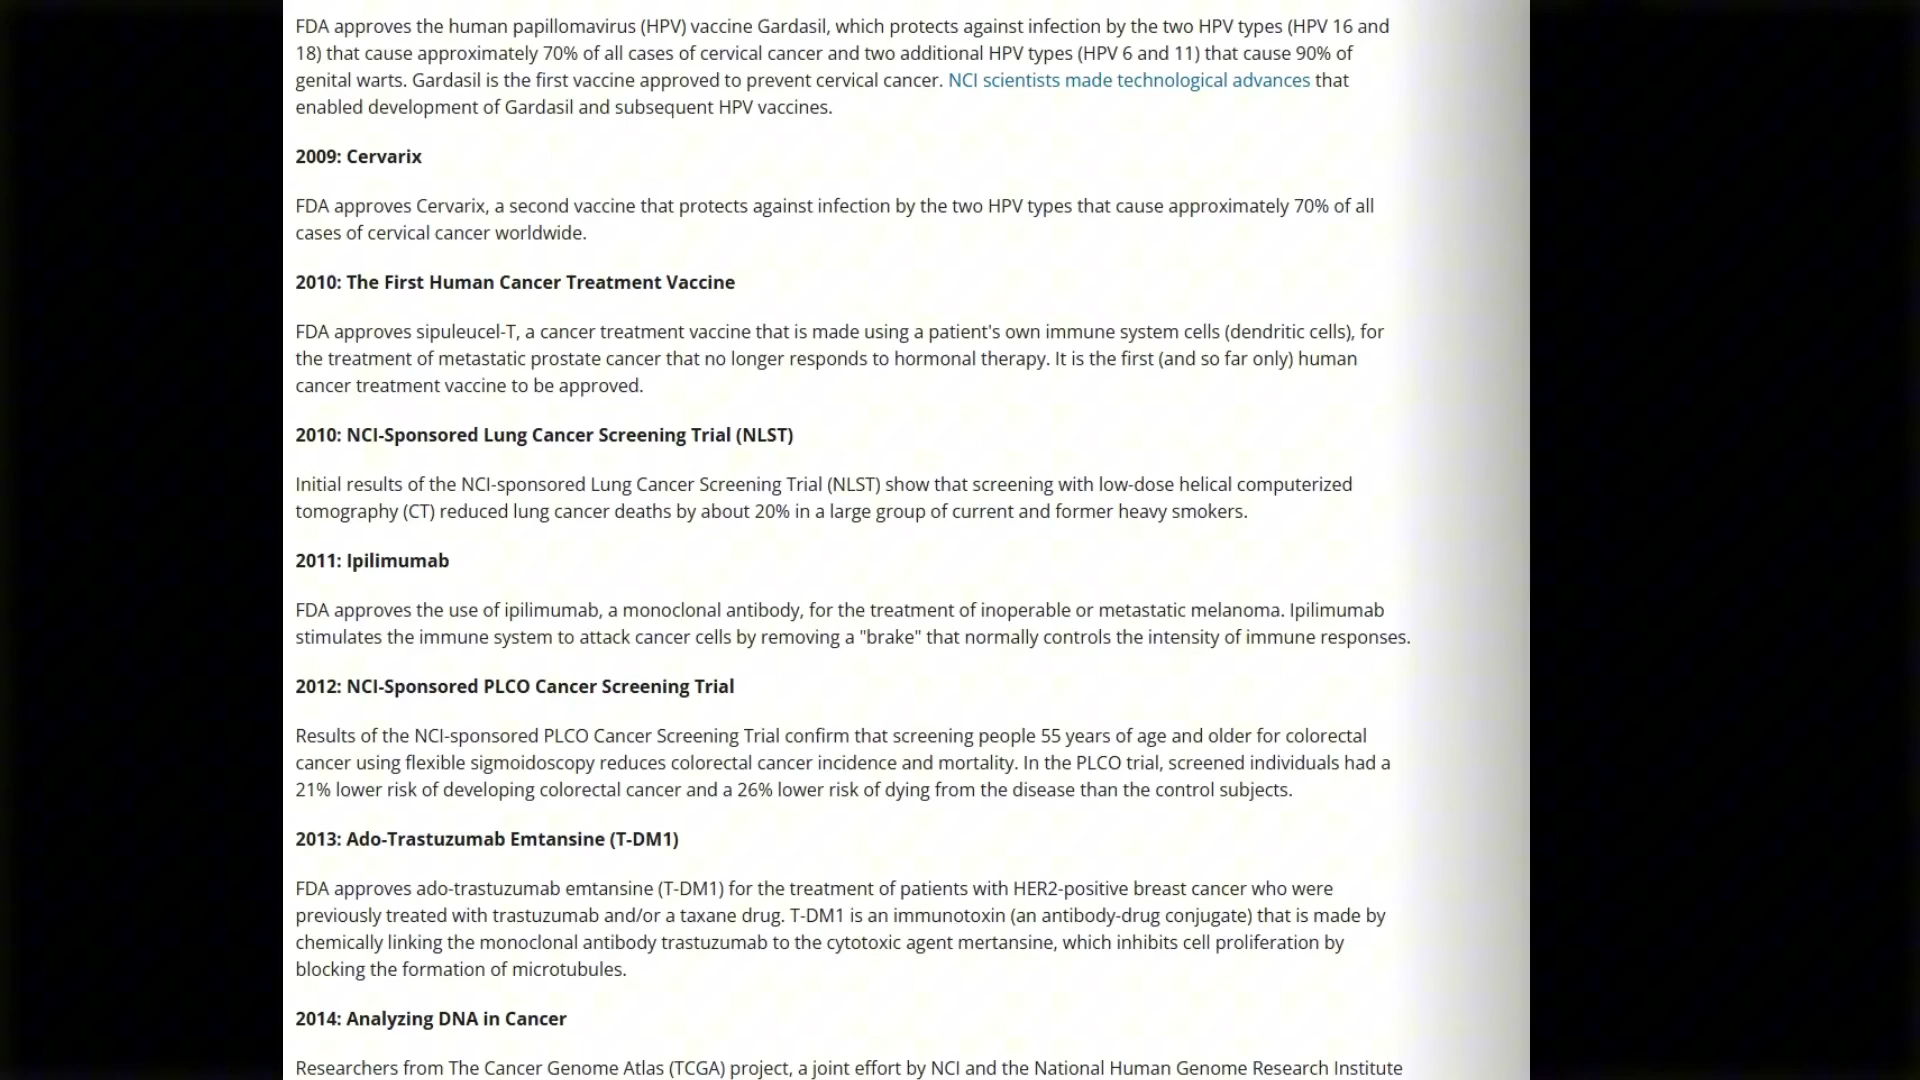 FDA approves the human papillomavirus (HPV) vaccine Gardasil, which protects against infection by the two HPV types (HPV 16 and
18) that cause approximately 70% of all cases of cervical cancer and two additional HPV types (HPV 6 and 11) that cause 90% of
genital warts. Gardasil is the first vaccine approved to prevent cervical cancer. NCI scientists made technological advances that
enabled development of Gardasil and subsequent HPV vaccines.
2009: Cervarix
FDA approves Cervarix, a second vaccine that protects against infection by the two HPV types that cause approximately 70% of all
cases of cervical cancer worldwide.
2010: The First Human Cancer Treatment Vaccine
FDA approves sipuleucel-T, a cancer treatment vaccine that is made using a patient's own immune system cells (dendritic cells), for
the treatment of metastatic prostate cancer that no longer responds to hormonal therapy. It is the first (and so far only) human
cancer treatment vaccine to be approved.
2010: NCI-Sponsored Lung Cancer Screening Trial (NLST)
Initial results of the NCI-sponsored Lung Cancer Screening Trial (NLST) show that screening with low-dose helical computerized
tomography (CT) reduced lung cancer deaths by about 20% in a large group of current and former heavy smokers.
2011: Ipilimumab
FDA approves the use of ipilimumab, a monoclonal antibody, for the treatment of inoperable or metastatic melanoma. Ipilimumab
stimulates the immune system to attack cancer cells by removing a "brake" that normally controls the intensity of immune responses.
2012: NCI-Sponsored PLCO Cancer Screening Trial
Results of the NCI-sponsored PLCO Cancer Screening Trial confirm that screening people 55 years of age and older for colorectal
cancer using flexible sigmoidoscopy reduces colorectal cancer incidence and mortality. In the PLCO trial, screened individuals had a
21% lower risk of developing colorectal cancer and a 26% lower risk of dying from the disease than the control subjects.
2013: Ado-Trastuzumab Emtansine (T-DM1)
FDA approves ado-trastuzumab emtansine (T-DM1) for the treatment of patients with HER2-positive breast cancer who were
previously treated with trastuzumab and/or a taxane drug. T-DM1 is an immunotoxin (an antibody-drug conjugate) that is made by
chemically linking the monoclonal antibody trastuzumab to the cytotoxic agent mertansine, which inhibits cell proliferation by
blocking the formation of microtubules.
2014: Analyzing DNA in Cancer
Researchers from The Cancer Genome Atlas (TCGA) project, a joint effort by NCI and the National Human Genome Research Institute